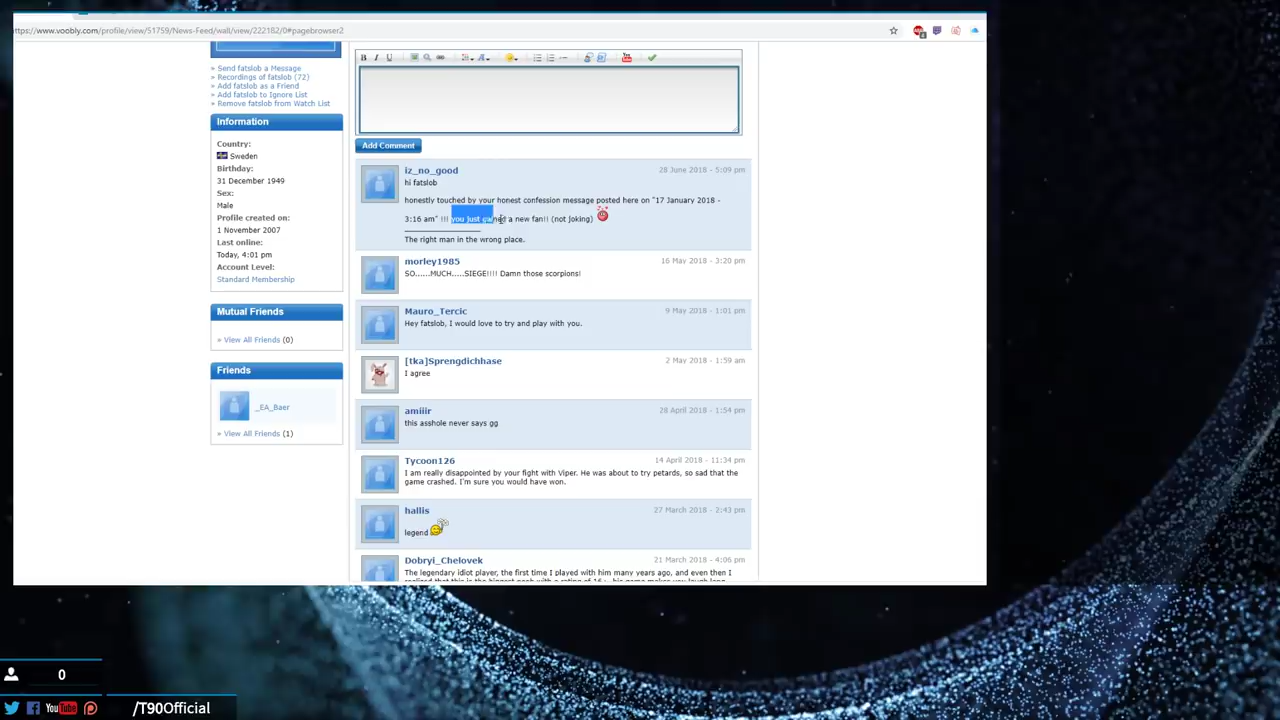 ttps://www.voobly.com/profile/view/51759/News-Feed/wall/view/222182/0#pagebrowser2
» Send fatslob a Message
» Recordings of fatslob (72)
» Add fatslob as a Friend
» Add fatslob to Ignore List
» Remove fatslob from Watch List
Information
Country:
Sweden
Birthday:
31 December 1949
Sex:
Male
Profile created on:
1 November 2007
Last online:
Today, 4:01 pm
Account Level:
Standard Membership
Mutual Friends
» View All Friends (0)
Friends
_EA_Baer
» View All Friends (1)
B I U
You Tube
Add Comment
iz_no_good 28 June 2018 - 5:09 pm
hi fatslob
honestly touched by your honest confession message posted here on "17 January 2018 -
3:16 am" !!! you just gained a new fan!! (not joking)
The right man in the wrong place.
morley1985 16 May 2018 - 3:20 pm
SO......MUCH.....SIEGE!!!! Damn those scorpions!
Mauro_Tercic 9 May 2018 - 1:01 pm
Hey fatslob, I would love to try and play with you.
[tka]Sprengdichhase 2 May 2018 - 1:59 am
I agree
amiiir 28 April 2018 - 1:54 pm
this asshole never says gg
Tycoon126 14 April 2018 - 11:34 pm
I am really disappointed by your fight with Viper. He was about to try petards, so sad that the
game crashed. I'm sure you would have won.
hallis 27 March 2018 - 2:43 pm
legend
Dobryi_Chelovek 21 March 2018 - 4:06 pm
The legendary idiot player, the first time I played with him many years ago, and even then I
0
YouTube
/T90Official